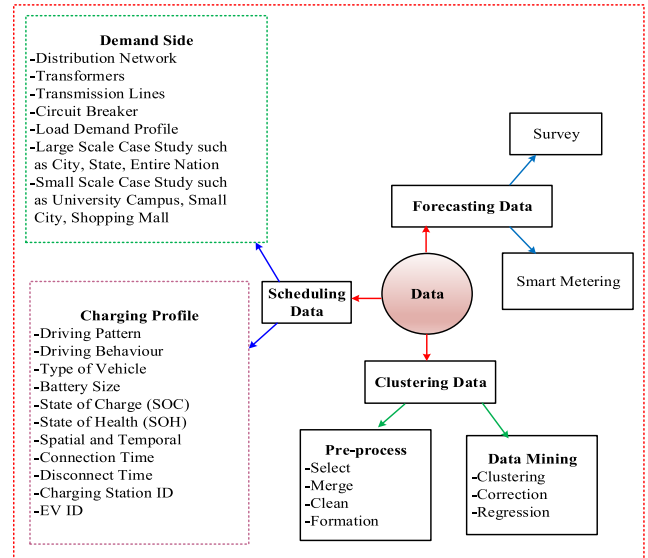 Demand Side
-Distribution Network
-Transformers
-Transmission Lines
-Circuit Breaker
-Load Demand Profile
-Large Scale Case Study such
as City, State, Entire Nation
-Small Scale Case Study such
as University Campus, Small
City, Shopping Mall
Survey
Forecasting Data
Smart Metering
Scheduling
Data
Data
Charging Profile
-Driving Pattern
-Driving Behaviour
-Type of Vehicle
-Battery Size
-State of Charge (SOC)
-State of Health (SOH)
-Spatial and Temporal
-Connection Time
-Disconnect Time
-Charging Station ID
-EV ID
Clustering Data
Pre-process
-Select
-Merge
-Clean
-Formation
Data Mining
-Clustering
-Correction
-Regression